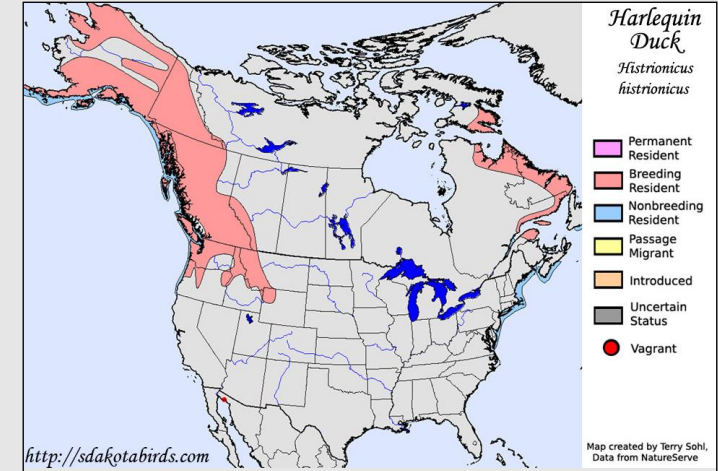 Harlequin
Duck
Histrionicus
histrionicus
Permanent
Resident
Breeding
Resident
Nonbreeding
Resident
Passage
Migrant
Introduced
Uncertain
Status
Vagrant
Map created by Terry Sohl,
Data from NatureServe
http://sdakotabirds.com